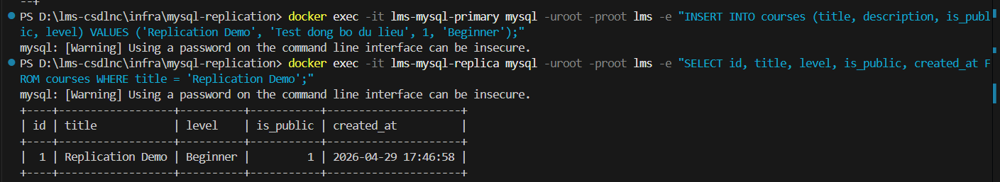 --+
PS D:\lms-csdlnc\infra\mysql-replication> docker exec -it lms-mysql-primary mysql -uroot -proot lms -e "INSERT INTO courses (title, description, is_publ
ic, level) VALUES ('Replication Demo', 'Test dong bo du lieu', 1, 'Beginner');"
mysql: [Warning] Using a password on the command line interface can be insecure.
PS D:\lms-csdlnc\infra\mysql-replication> docker exec -it lms-mysql-replica mysql -uroot -proot lms -e "SELECT id, title, level, is_public, created_at F
ROM courses WHERE title = 'Replication Demo';"
mysql: [Warning] Using a password on the command line interface can be insecure.
+----+------------------+----------+-----------+---------------------+
| id | title            | level    | is_public | created_at          |
+----+------------------+----------+-----------+---------------------+
|  1 | Replication Demo | Beginner |         1 | 2026-04-29 17:46:58 |
+----+------------------+----------+-----------+---------------------+